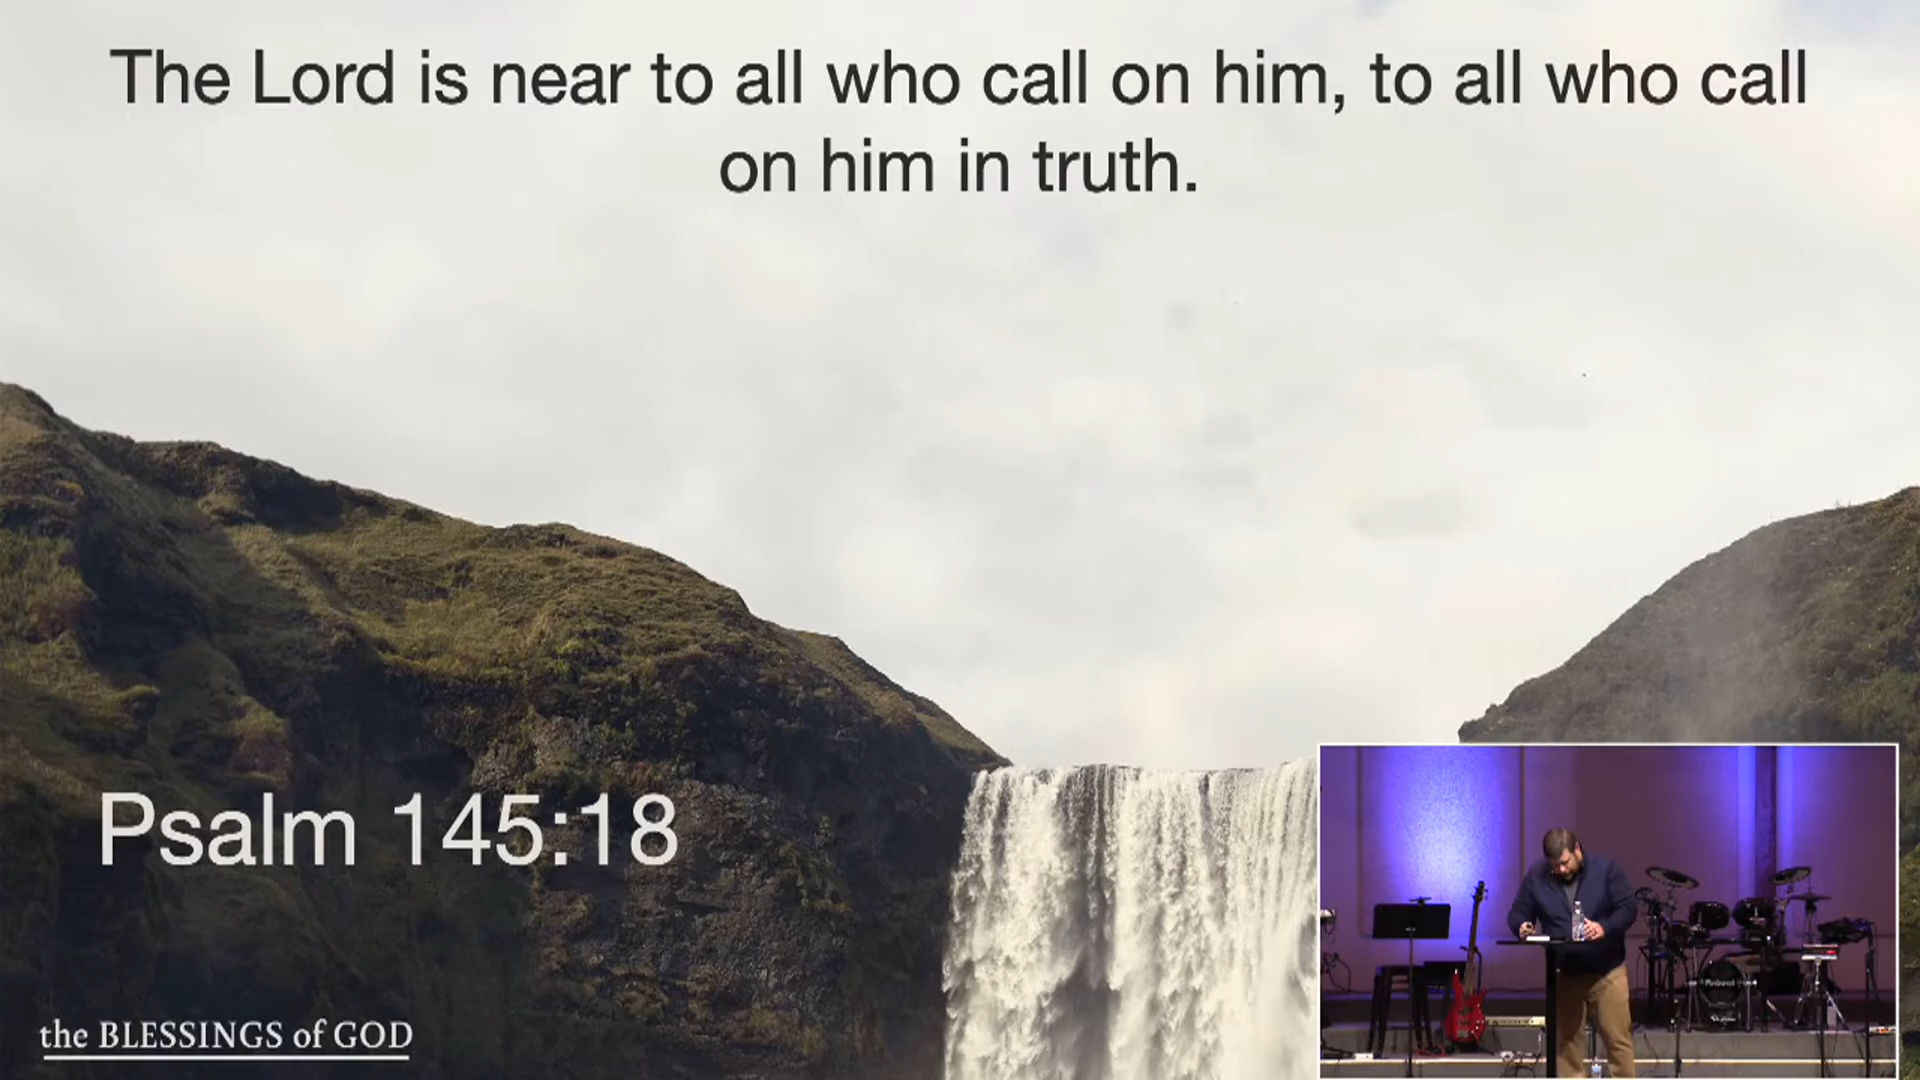 The Lord is near to all who call on him, to all who call
on him in truth.
Psalm 145:18
the BLESSINGS of GOD